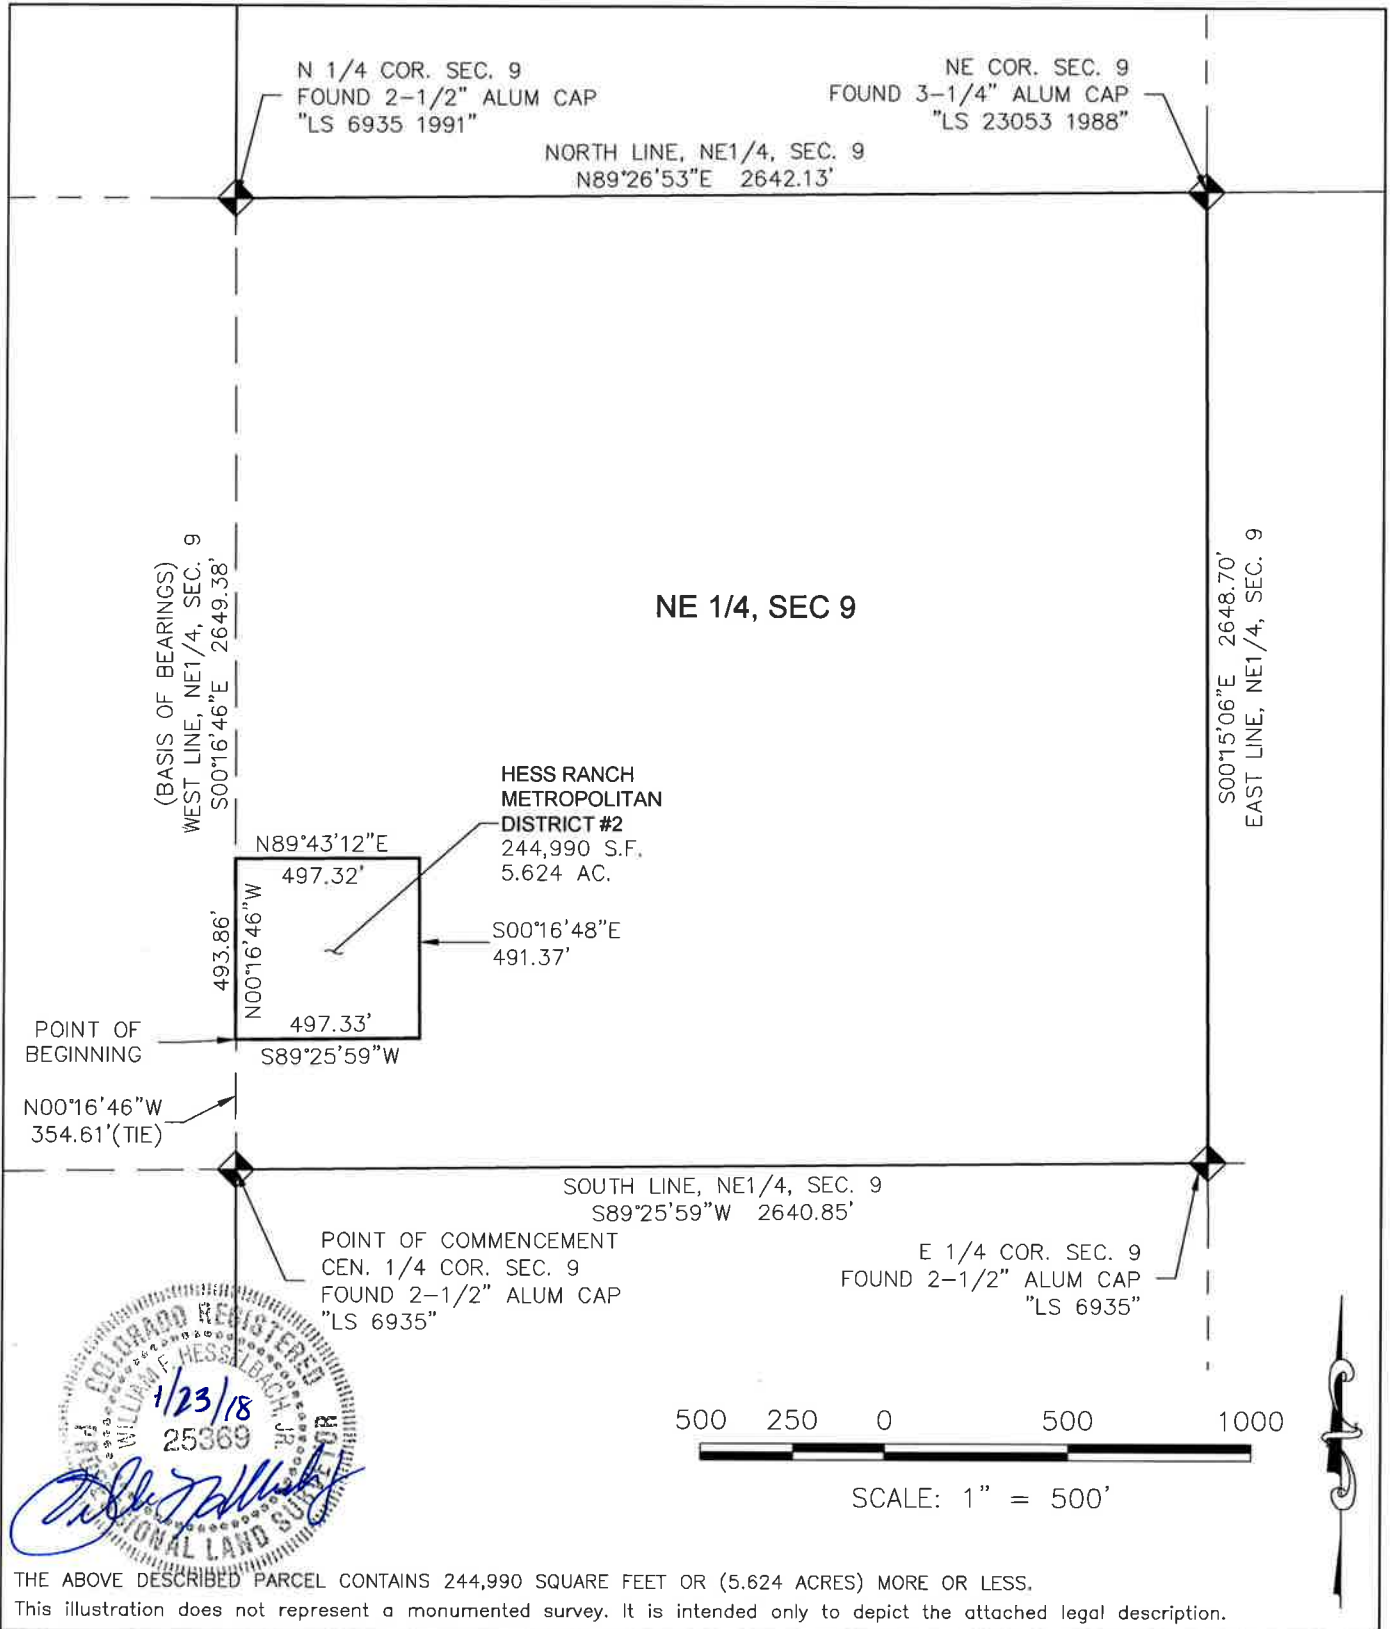 N 1/4 COR. SEC. 9
FOUND 2-1/2" ALUM CAP
"LS 6935 1991"
NE COR. SEC. 9
FOUND 3-1/4" ALUM CAP
"LS 23053 1988"
NORTH LINE, NE1/4, SEC. 9
N89°26'53"E 2642.13'
(BASIS OF BEARINGS)
WEST LINE, NE1/4, SEC. 9
S00°16'46"E 2649.38'
NE 1/4, SEC 9
S00°15'06"E 2648.70'
EAST LINE, NE1/4, SEC. 9
HESS RANCH
METROPOLITAN
DISTRICT #2
244,990 S.F.
5.624 AC.
N89°43'12"E
497.32'
493.86'
N00°16'46"W
S00°16'48"E
491.37'
497.33'
S89°25'59"W
POINT OF
BEGINNING
N00°16'46"W
354.61'(TIE)
SOUTH LINE, NE1/4, SEC. 9
S89°25'59"W 2640.85'
POINT OF COMMENCEMENT
CEN. 1/4 COR. SEC. 9
FOUND 2-1/2" ALUM CAP
"LS 6935"
E 1/4 COR. SEC. 9
FOUND 2-1/2" ALUM CAP
"LS 6935"
COLORADO REGISTERED
WILLIAM F. HESSELBACH, JR.
1/23/18
25369
PROFESSIONAL LAND SURVEYOR
500 250 0 500 1000
SCALE: 1" = 500'
THE ABOVE DESCRIBED PARCEL CONTAINS 244,990 SQUARE FEET OR (5.624 ACRES) MORE OR LESS.
This illustration does not represent a monumented survey. It is intended only to depict the attached legal description.